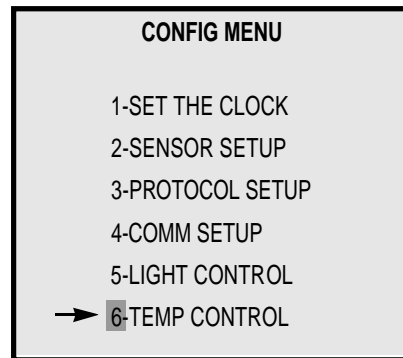 CONFIG MENU
1-SET THE CLOCK
2-SENSOR SETUP
3-PROTOCOL SETUP
4-COMM SETUP
5-LIGHT CONTROL
6-TEMP CONTROL